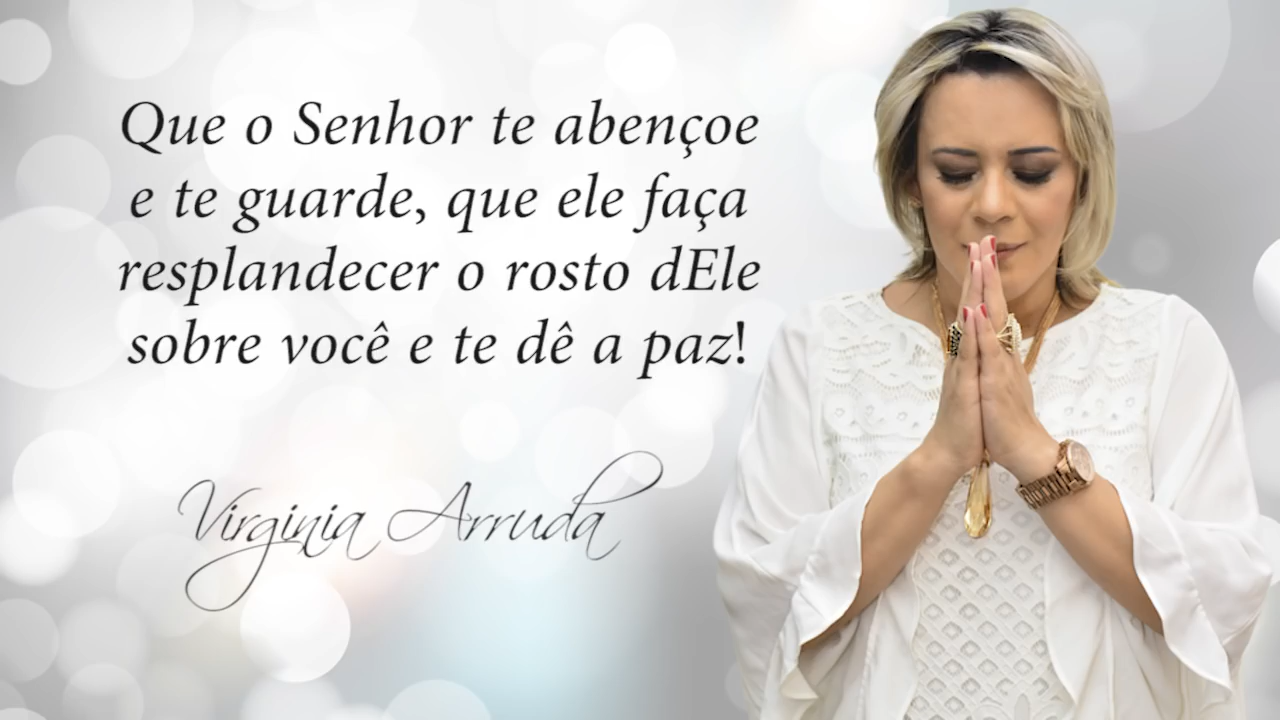 Que o Senhor te abençoe
e te guarde, que ele faça
resplandecer o rosto dEle
sobre você e te dê a paz!
Virginia Arruda